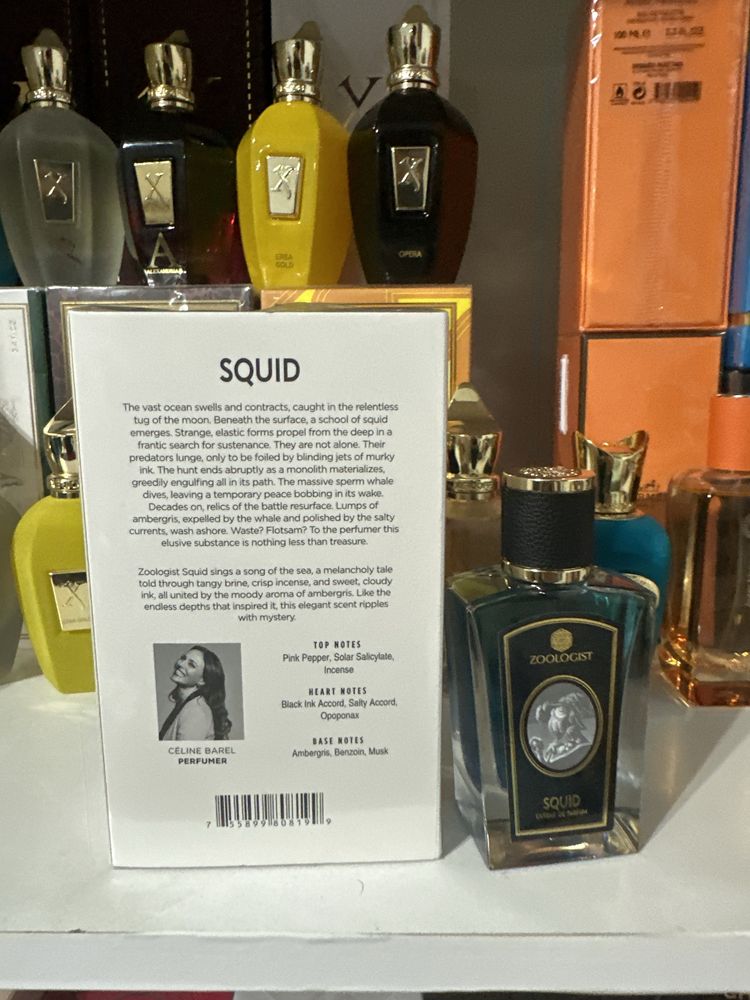 100 ML ℮
X
X
X
X
A
ALEXANDRIA
ERBA
GOLD
OPERA
SQUID
The vast ocean swells and contracts, caught in the relentless
tug of the moon. Beneath the surface, a school of squid
emerges. Strange, elastic forms propel from the deep in a
frantic search for sustenance. They are not alone. Their
predators lunge, only to be foiled by blinding jets of murky
ink. The hunt ends abruptly as a monolith materializes,
greedily engulfing all in its path. The massive sperm whale
dives, leaving a temporary peace bobbing in its wake.
Decades on, relics of the battle resurface. Lumps of
ambergris, expelled by the whale and polished by the salty
currents, wash ashore. Waste? Flotsam? To the perfumer this
elusive substance is nothing less than treasure.
Zoologist Squid sings a song of the sea, a melancholy tale
told through tangy brine, crisp incense, and sweet, cloudy
ink, all united by the moody aroma of ambergris. Like the
endless depths that inspired it, this elegant scent ripples
with mystery.
TOP NOTES
Pink Pepper, Solar Salicylate,
Incense
HEART NOTES
Black Ink Accord, Salty Accord,
Opoponax
BASE NOTES
Ambergris, Benzoin, Musk
CÉLINE BAREL
PERFUMER
7 55899 80819 9
ZOOLOGIST
SQUID
EXTRAIT DE PARFUM